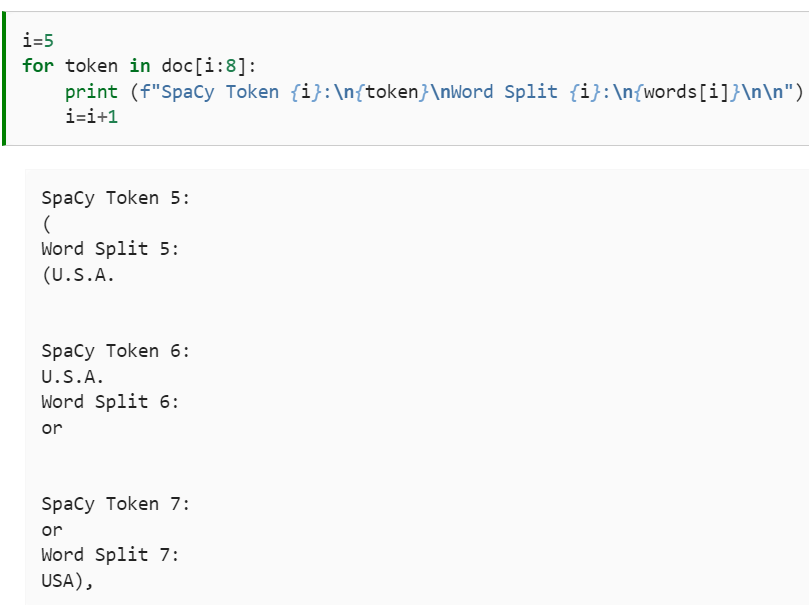 i=5
for token in doc[i:8]:
    print (f"SpaCy Token {i}:\n{token}\nWord Split {i}:\n{words[i]}\n\n")
    i=i+1
SpaCy Token 5:
(
Word Split 5:
(U.S.A.
SpaCy Token 6:
U.S.A.
Word Split 6:
or
SpaCy Token 7:
or
Word Split 7:
USA),